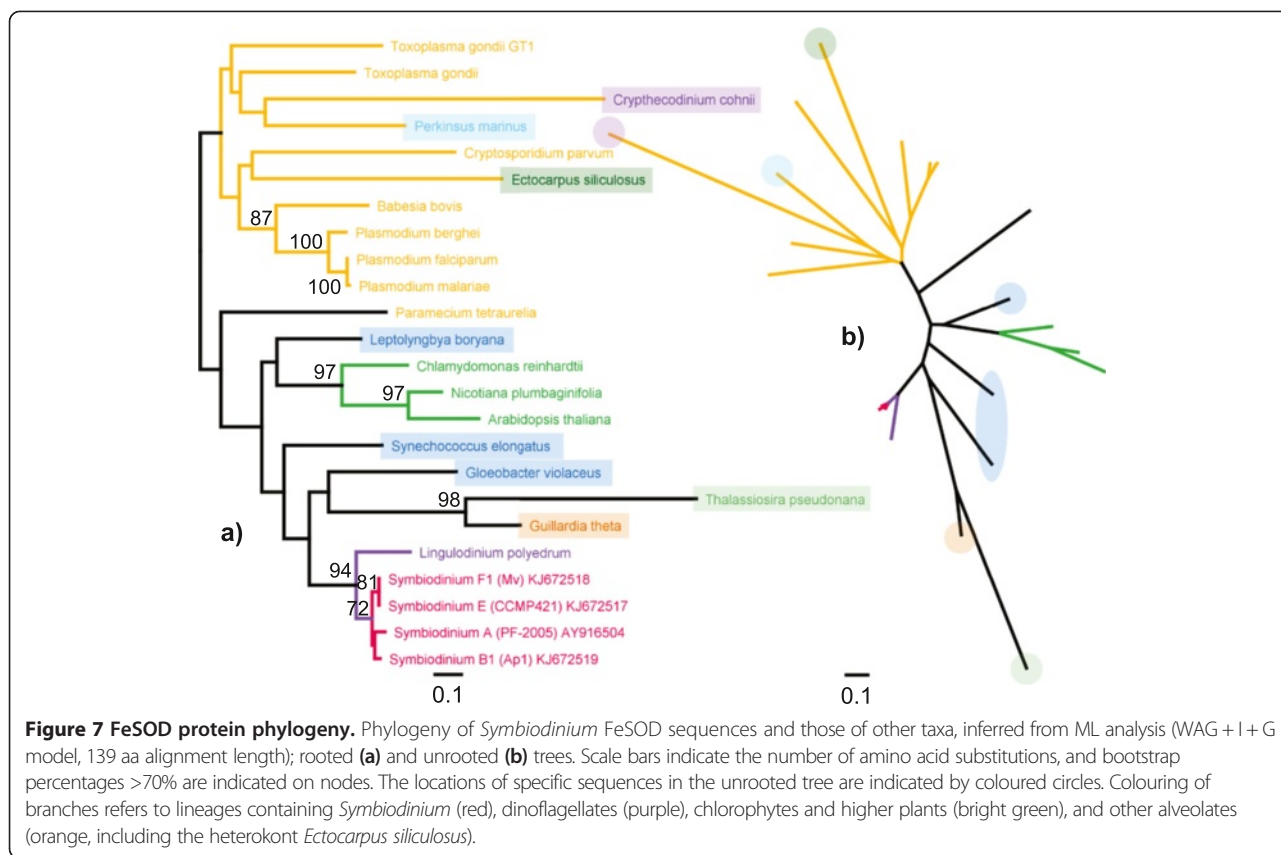 Toxoplasma gondii GT1
Toxoplasma gondii
Crypthecodinium cohnii
Perkinsus marinus
Cryptosporidium parvum
Ectocarpus siliculosus
Babesia bovis
87
Plasmodium berghei
100
Plasmodium falciparum
Plasmodium malariae
100
Paramecium tetraurelia
Leptolyngbya boryana
b)
Chlamydomonas reinhardtii
97
Nicotiana plumbaginifolia
97
Arabidopsis thaliana
Synechococcus elongatus
Gloeobacter violaceus
98
Thalassiosira pseudonana
Guillardia theta
a)
Lingulodinium polyedrum
94
81
Symbiodinium F1 (Mv) KJ672518
Symbiodinium E (CCMP421) KJ672517
72
Symbiodinium A (PF-2005) AY916504
Symbiodinium B1 (Ap1) KJ672519
0.1
0.1
Figure 7 FeSOD protein phylogeny. Phylogeny of Symbiodinium FeSOD sequences and those of other taxa, inferred from ML analysis (WAG + I + G
model, 139 aa alignment length); rooted (a) and unrooted (b) trees. Scale bars indicate the number of amino acid substitutions, and bootstrap
percentages >70% are indicated on nodes. The locations of specific sequences in the unrooted tree are indicated by coloured circles. Colouring of
branches refers to lineages containing Symbiodinium (red), dinoflagellates (purple), chlorophytes and higher plants (bright green), and other alveolates
(orange, including the heterokont Ectocarpus siliculosus).